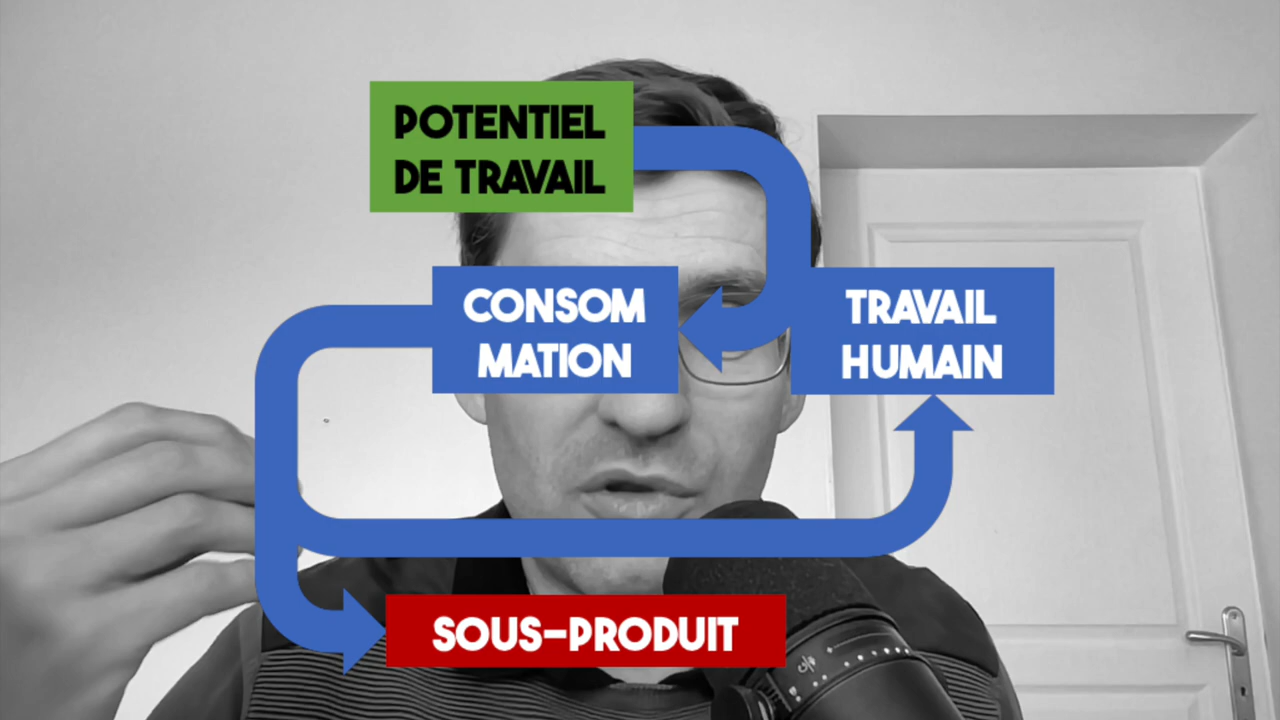 POTENTIEL
DE TRAVAIL
CONSOM
MATION
TRAVAIL
HUMAIN
SOUS-PRODUIT